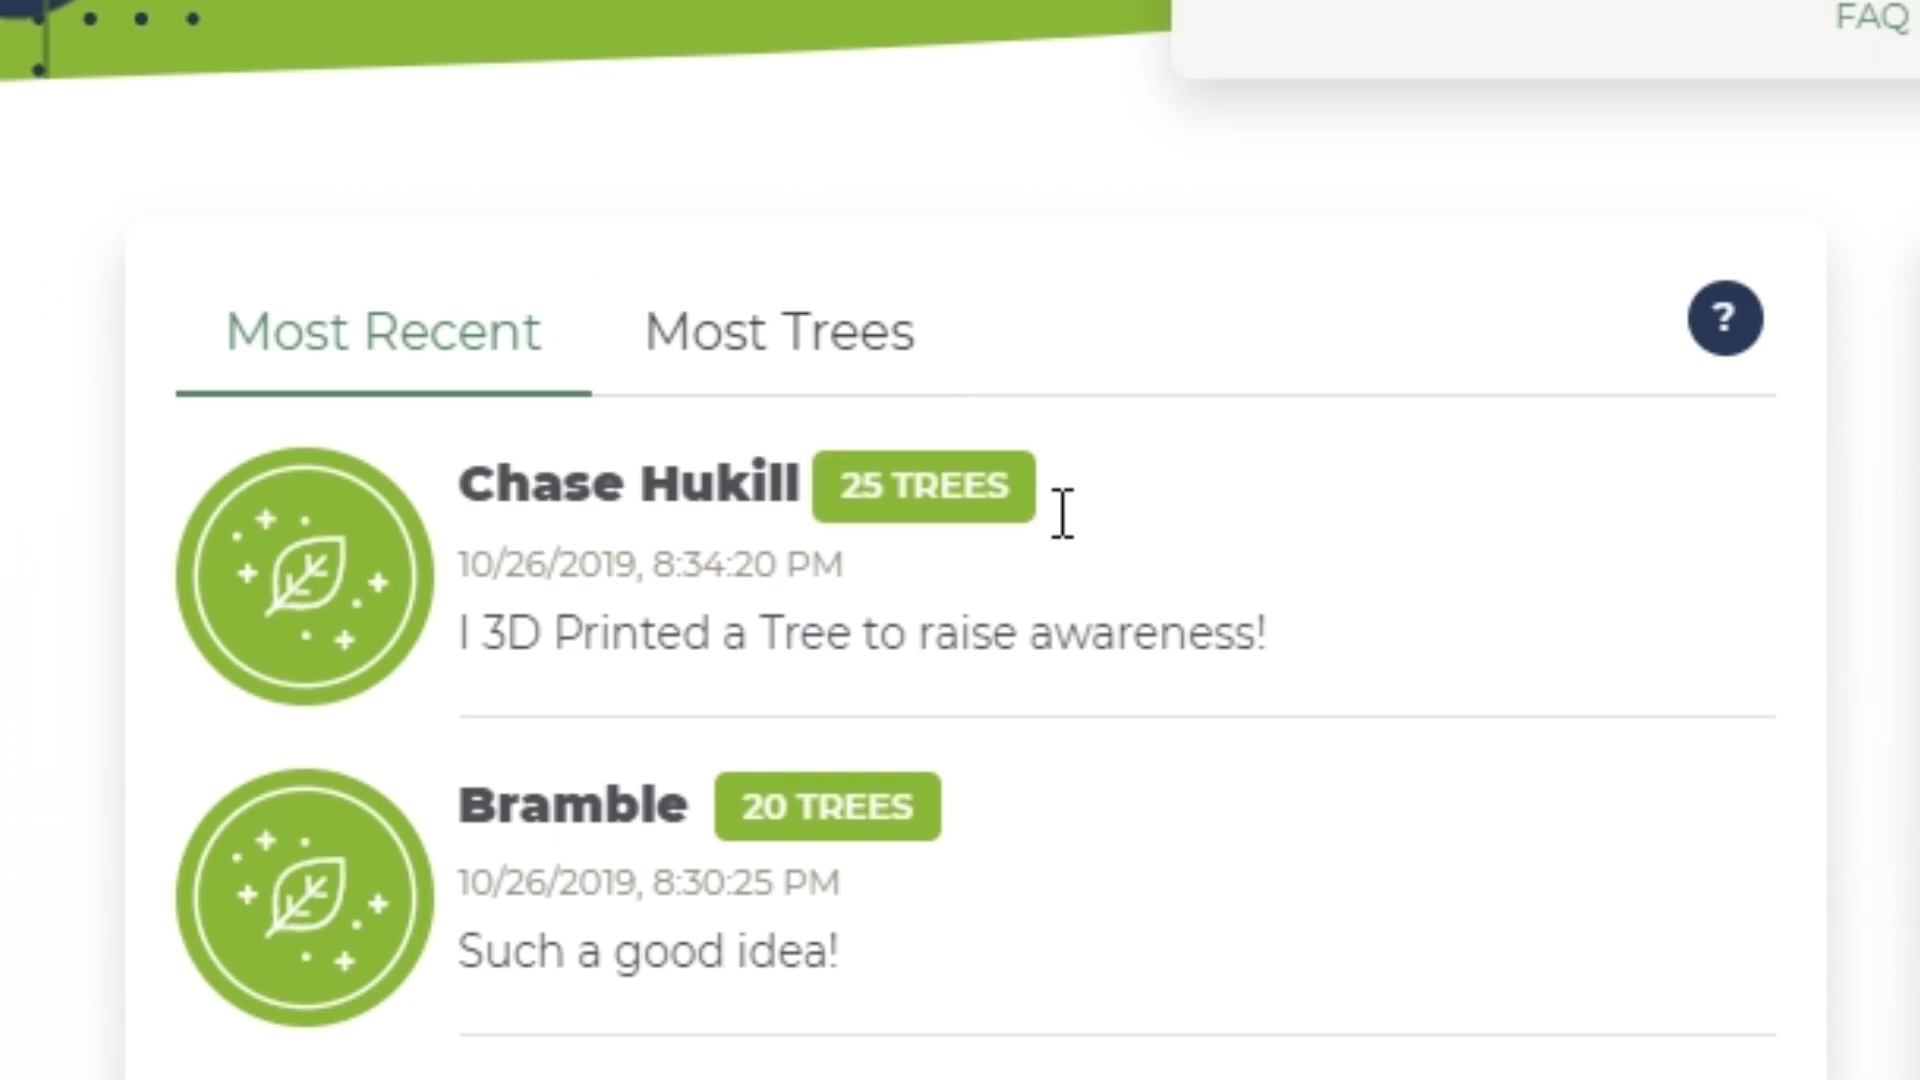 FAQ
Most Recent
Most Trees
?
Chase Hukill 25 TREES
10/26/2019, 8:34:20 PM
I 3D Printed a Tree to raise awareness!
Bramble 20 TREES
10/26/2019, 8:30:25 PM
Such a good idea!